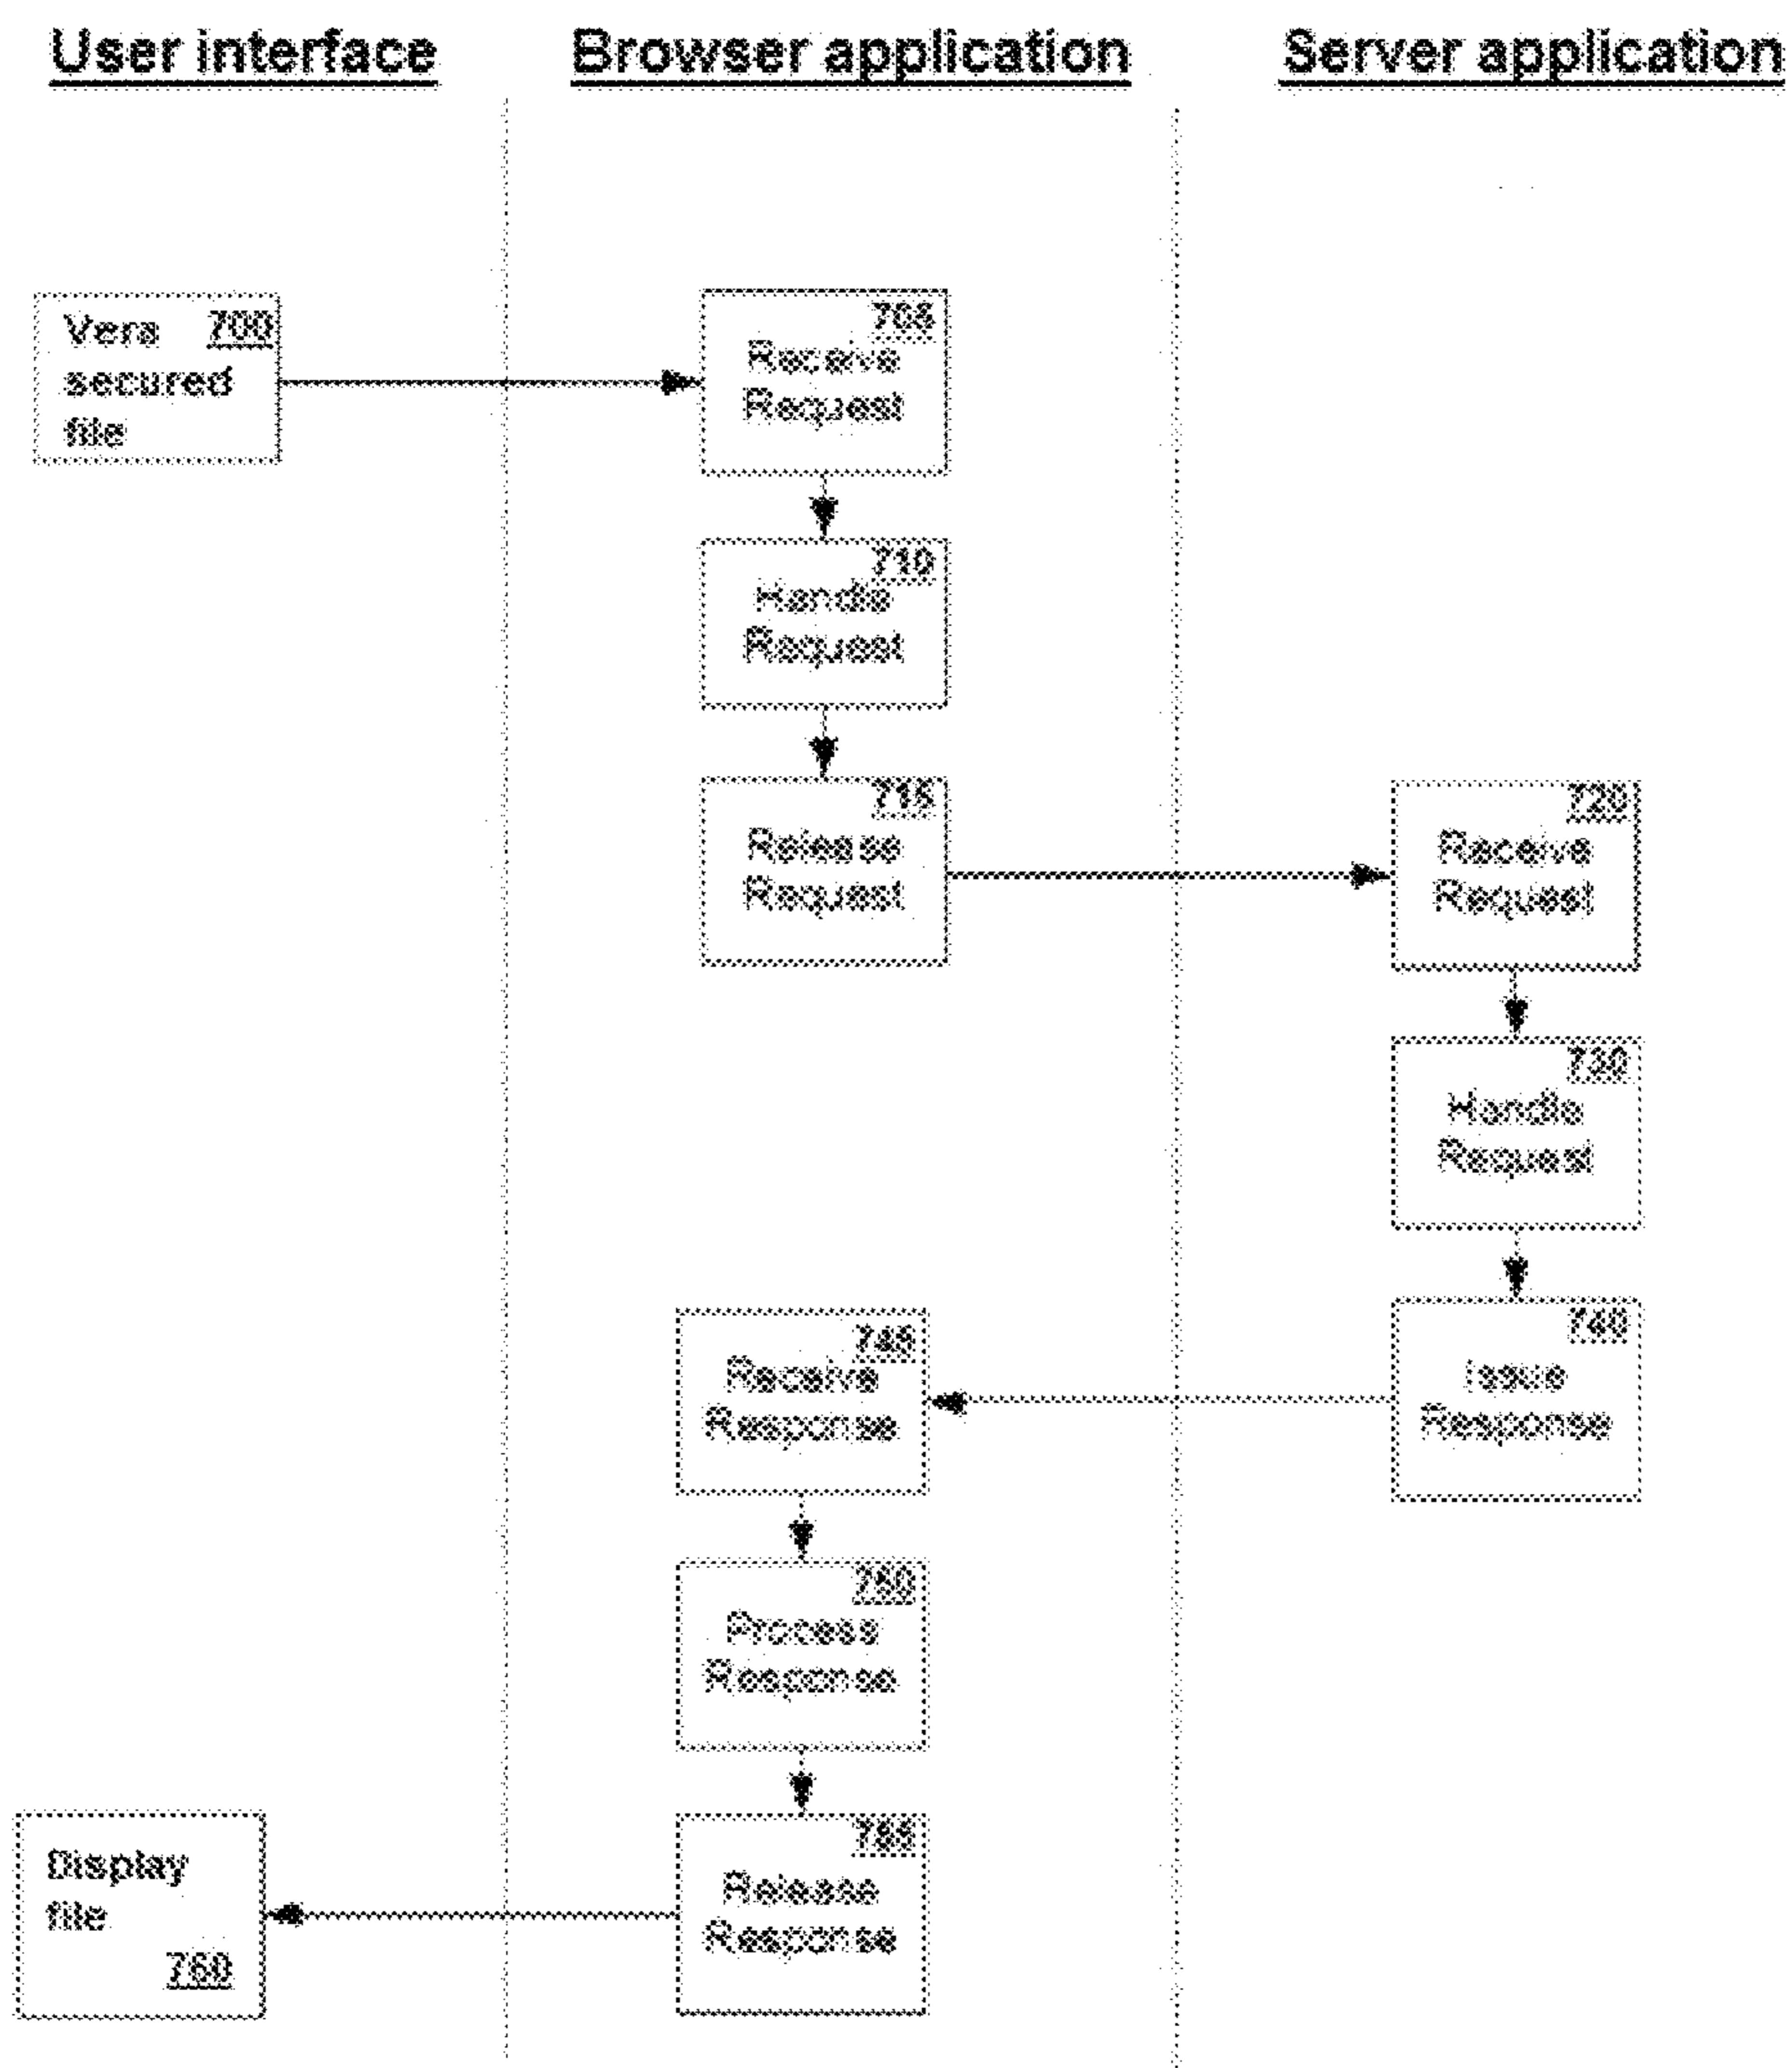 User interface
Browser application
Server application
Vera 700
secured
file
705
Receive
Request
710
Handle
Request
715
Release
Request
720
Receive
Request
730
Handle
Request
740
Issue
Response
745
Receive
Response
750
Process
Response
755
Release
Response
Display
file
760